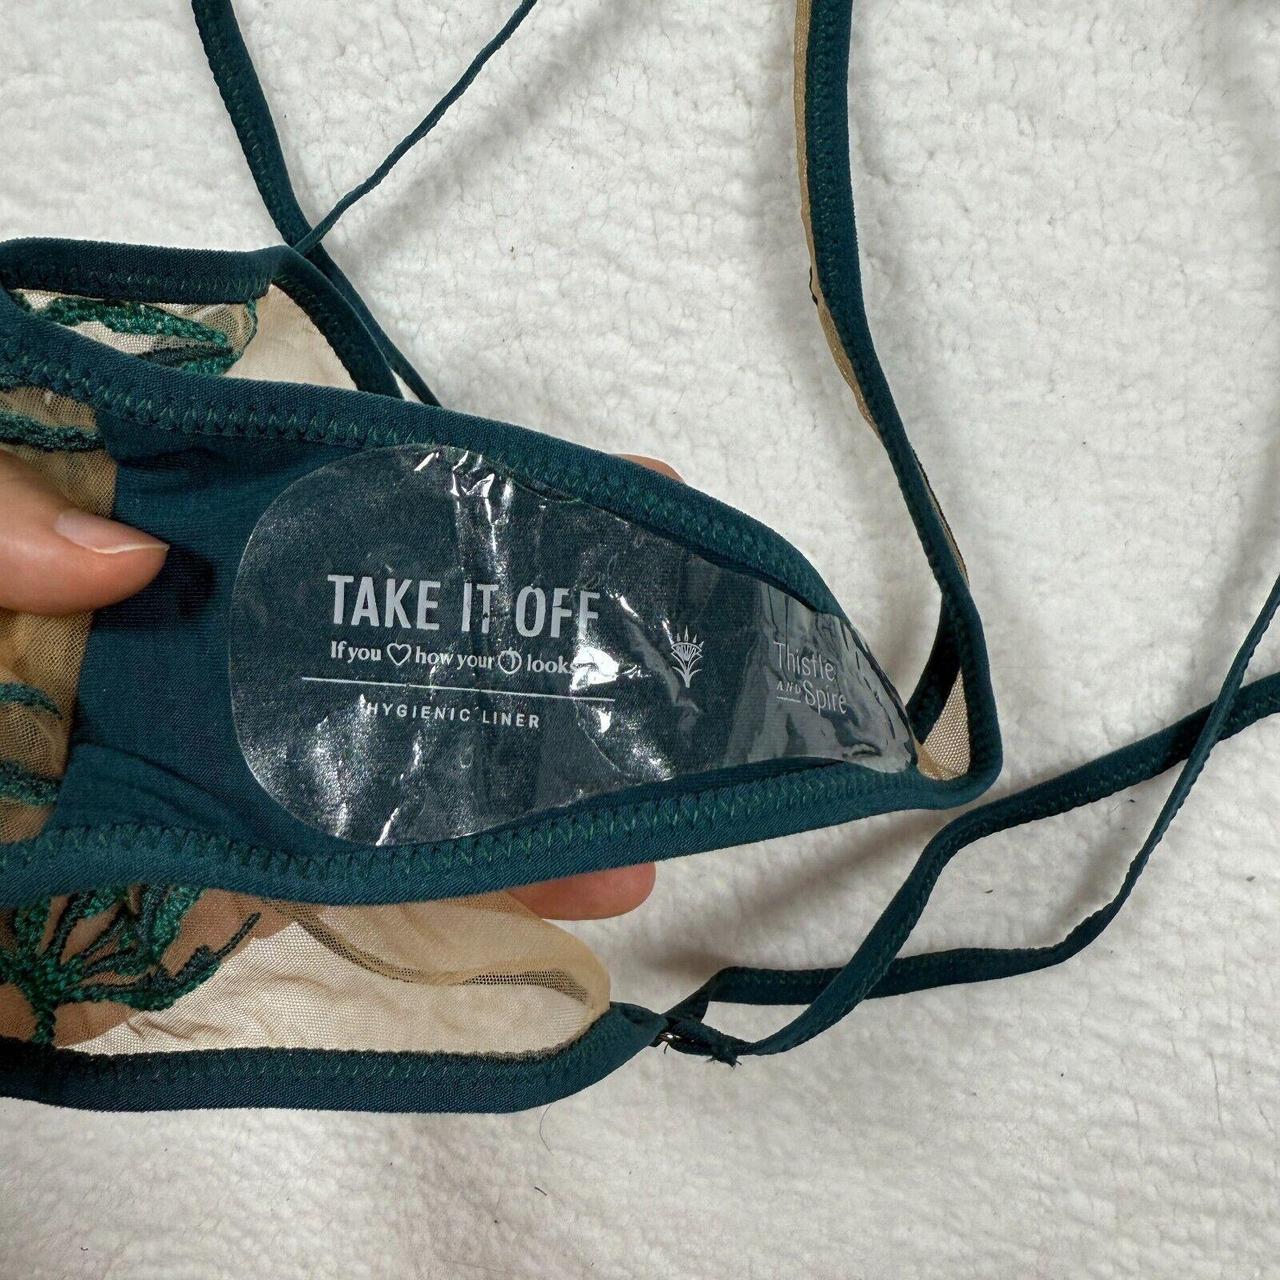 TAKE IT OFF
If you ♡ how your 🍑 looks
HYGIENIC LINER
Thistle
AND Spire